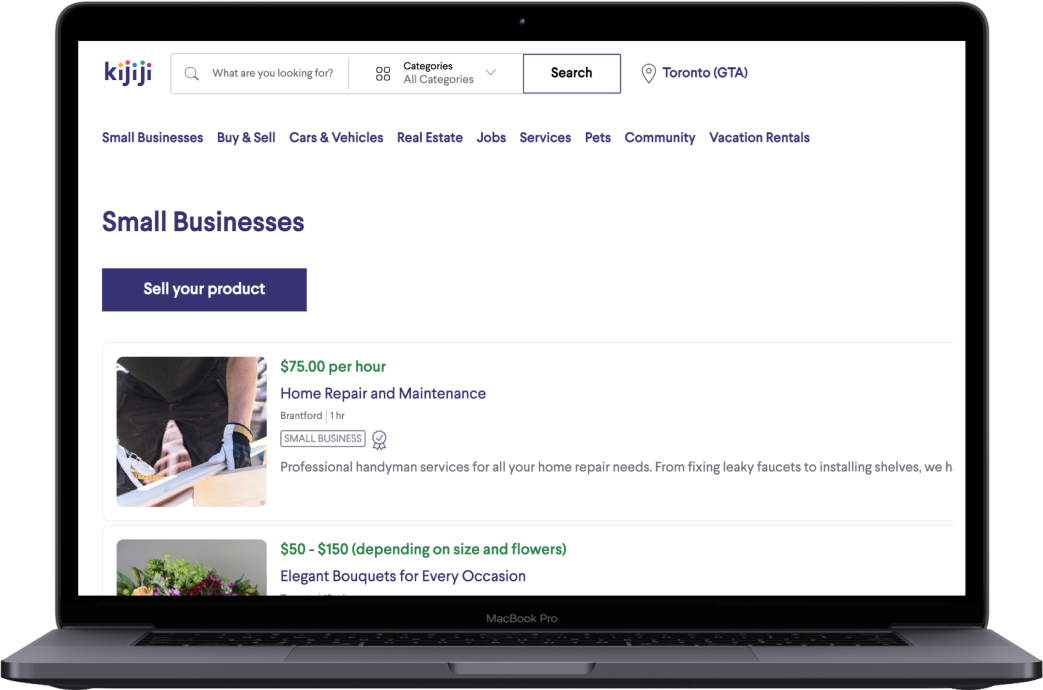 kijiji
What are you looking for?
Categories
All Categories
Search
Toronto (GTA)
Small Businesses Buy & Sell Cars & Vehicles Real Estate Jobs Services Pets Community Vacation Rentals
Small Businesses
Sell your product
$75.00 per hour
Home Repair and Maintenance
Brantford | 1 hr
SMALL BUSINESS
Professional handyman services for all your home repair needs. From fixing leaky faucets to installing shelves, we
$50 - $150 (depending on size and flowers)
Elegant Bouquets for Every Occasion
MacBook Pro